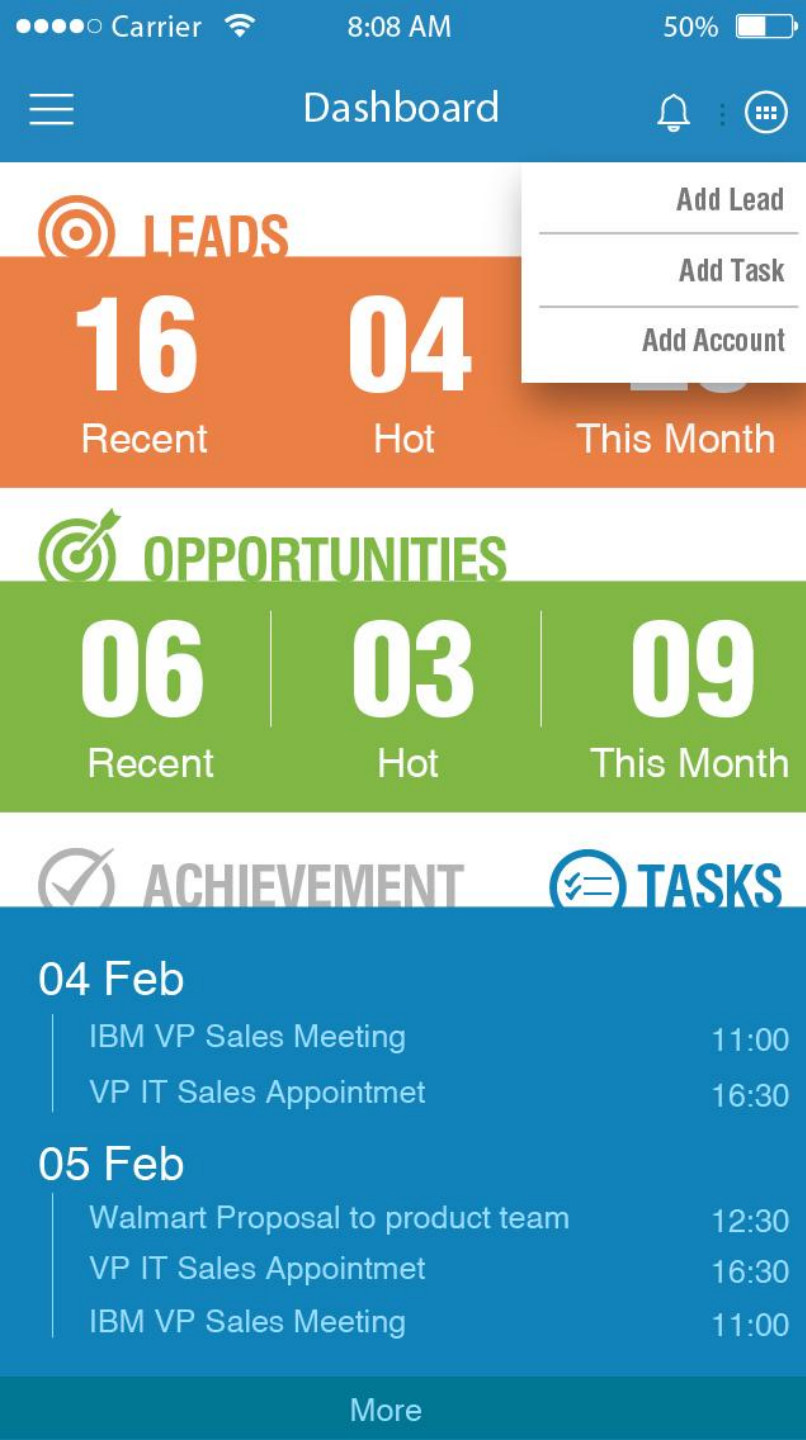 Carrier 8:08 AM 50%
Dashboard
Add Lead
Add Task
Add Account
LEADS
16 04
Recent Hot This Month
OPPORTUNITIES
06 03 09
Recent Hot This Month
ACHIEVEMENT TASKS
04 Feb
IBM VP Sales Meeting 11:00
VP IT Sales Appointmet 16:30
05 Feb
Walmart Proposal to product team 12:30
VP IT Sales Appointmet 16:30
IBM VP Sales Meeting 11:00
More